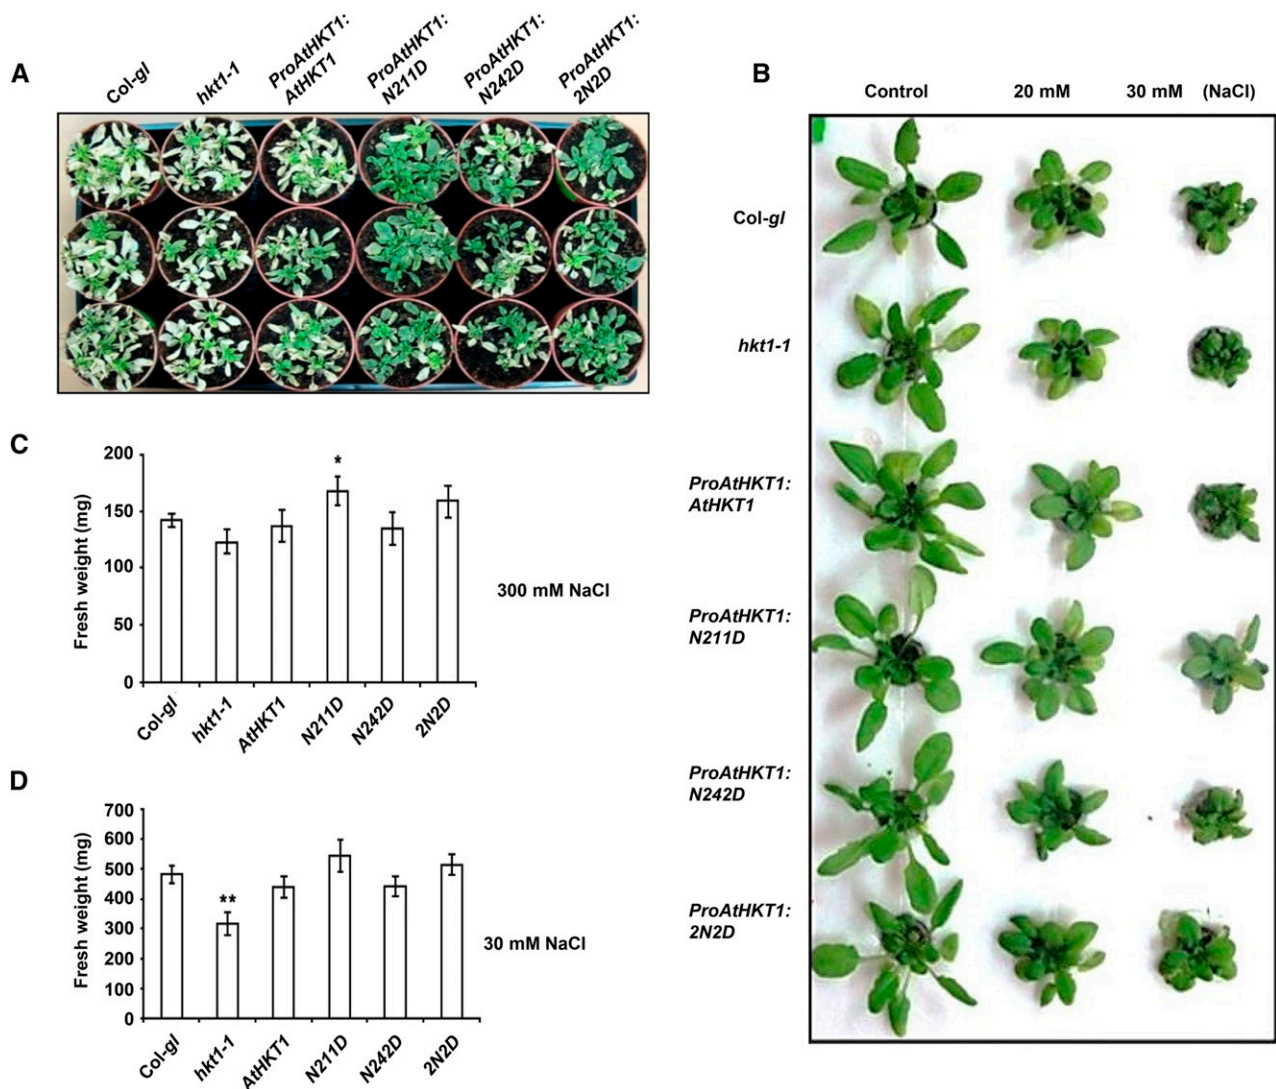 A
Col-gl
hkt1-1
ProAtHKT1:
AtHKT1
ProAtHKT1:
N211D
ProAtHKT1:
N242D
ProAtHKT1:
2N2D
B
Control 20 mM 30 mM (NaCl)
Col-gl
hkt1-1
ProAtHKT1:
AtHKT1
ProAtHKT1:
N211D
ProAtHKT1:
N242D
ProAtHKT1:
2N2D
C
Fresh weight (mg)
200
150
100
50
0
*
Col-gl
hkt1-1
AtHKT1
N211D
N242D
2N2D
300 mM NaCl
D
Fresh weight (mg)
700
600
500
400
300
200
100
0
**
Col-gl
hkt1-1
AtHKT1
N211D
N242D
2N2D
30 mM NaCl